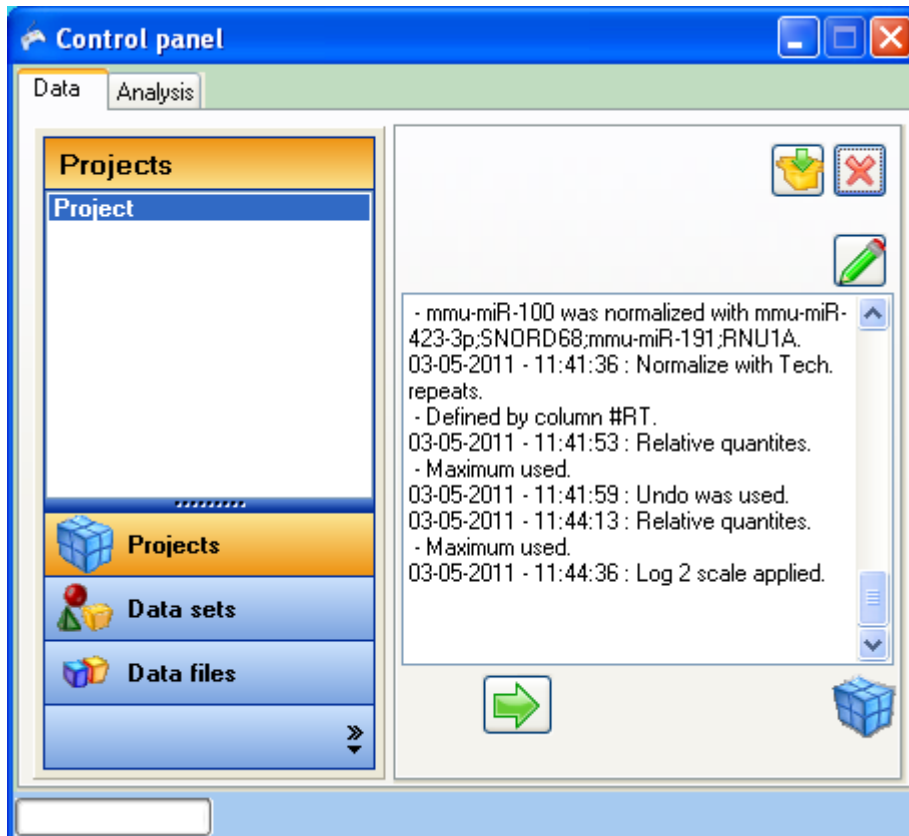 Control panel
Data
Analysis
Projects
Project
Projects
Data sets
Data files
- mmu-miR-100 was normalized with mmu-miR-
423-3p;SNORD68;mmu-miR-191;RNU1A.
03-05-2011 - 11:41:36 : Normalize with Tech.
repeats.
- Defined by column #RT.
03-05-2011 - 11:41:53 : Relative quantites.
- Maximum used.
03-05-2011 - 11:41:59 : Undo was used.
03-05-2011 - 11:44:13 : Relative quantites.
- Maximum used.
03-05-2011 - 11:44:36 : Log 2 scale applied.